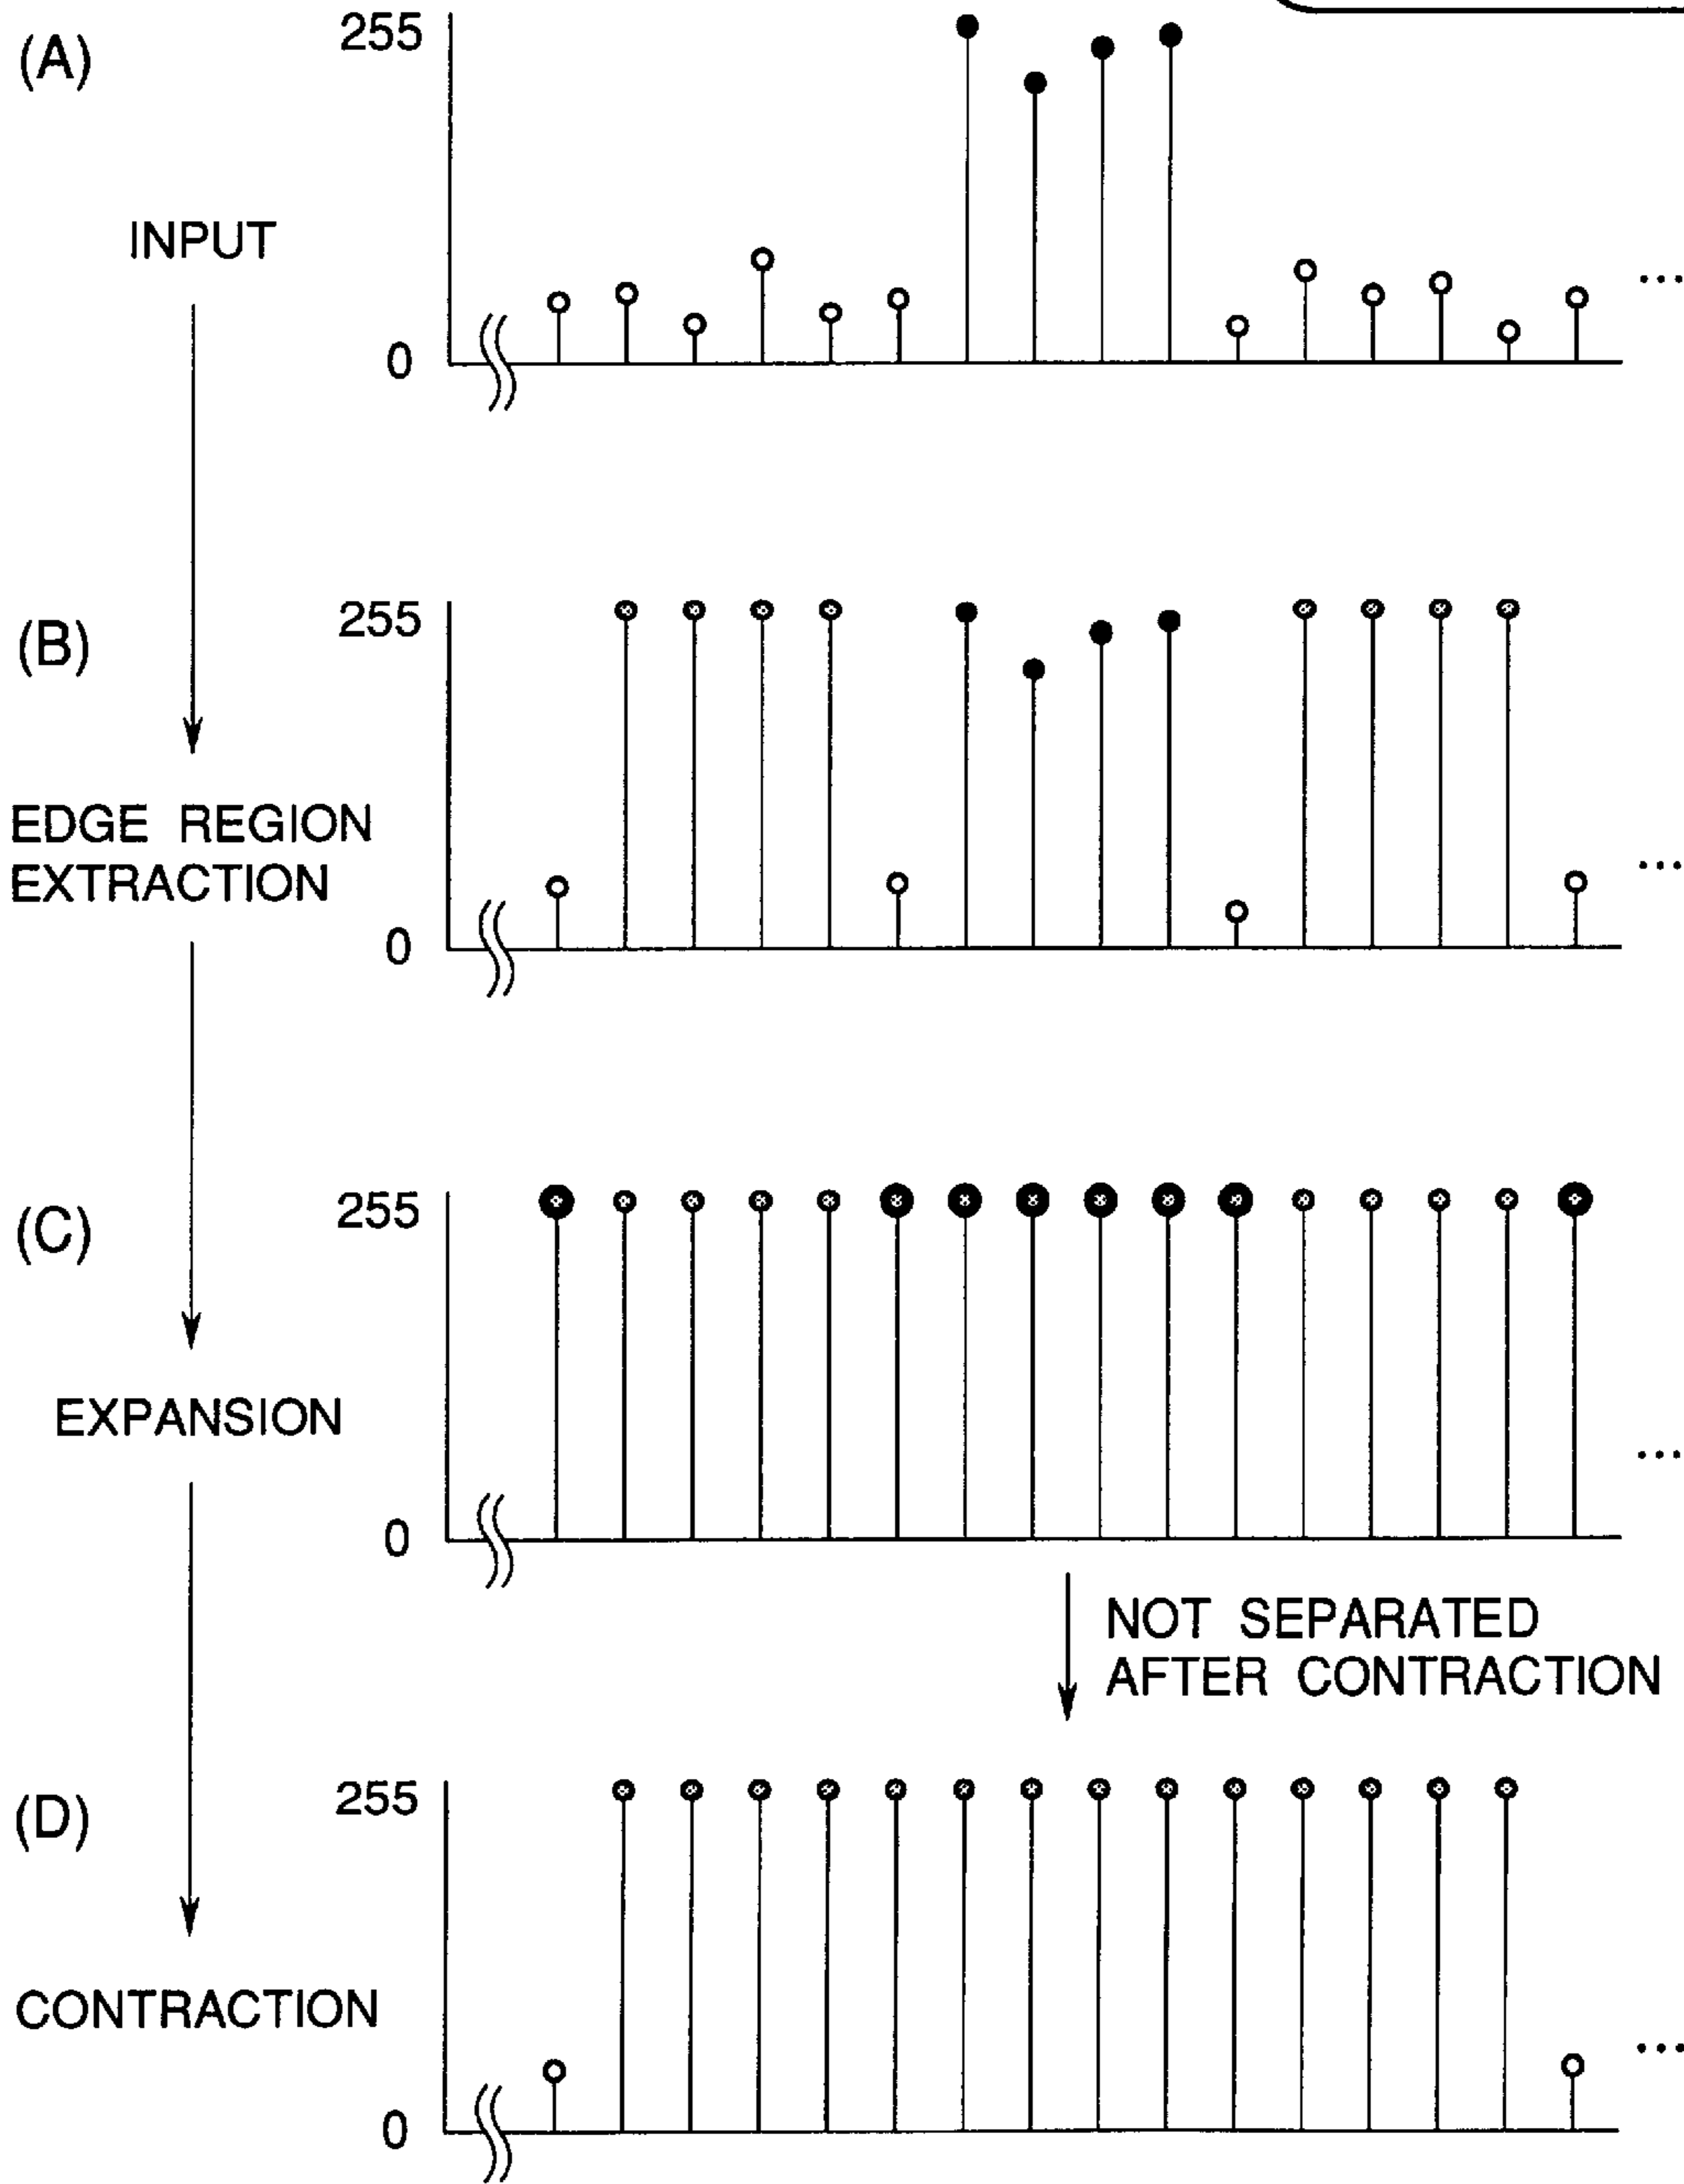 (A)
255
INPUT
0
...
(B)
255
EDGE REGION
EXTRACTION
0
...
(C)
255
EXPANSION
0
...
NOT SEPARATED
AFTER CONTRACTION
(D)
255
CONTRACTION
0
...